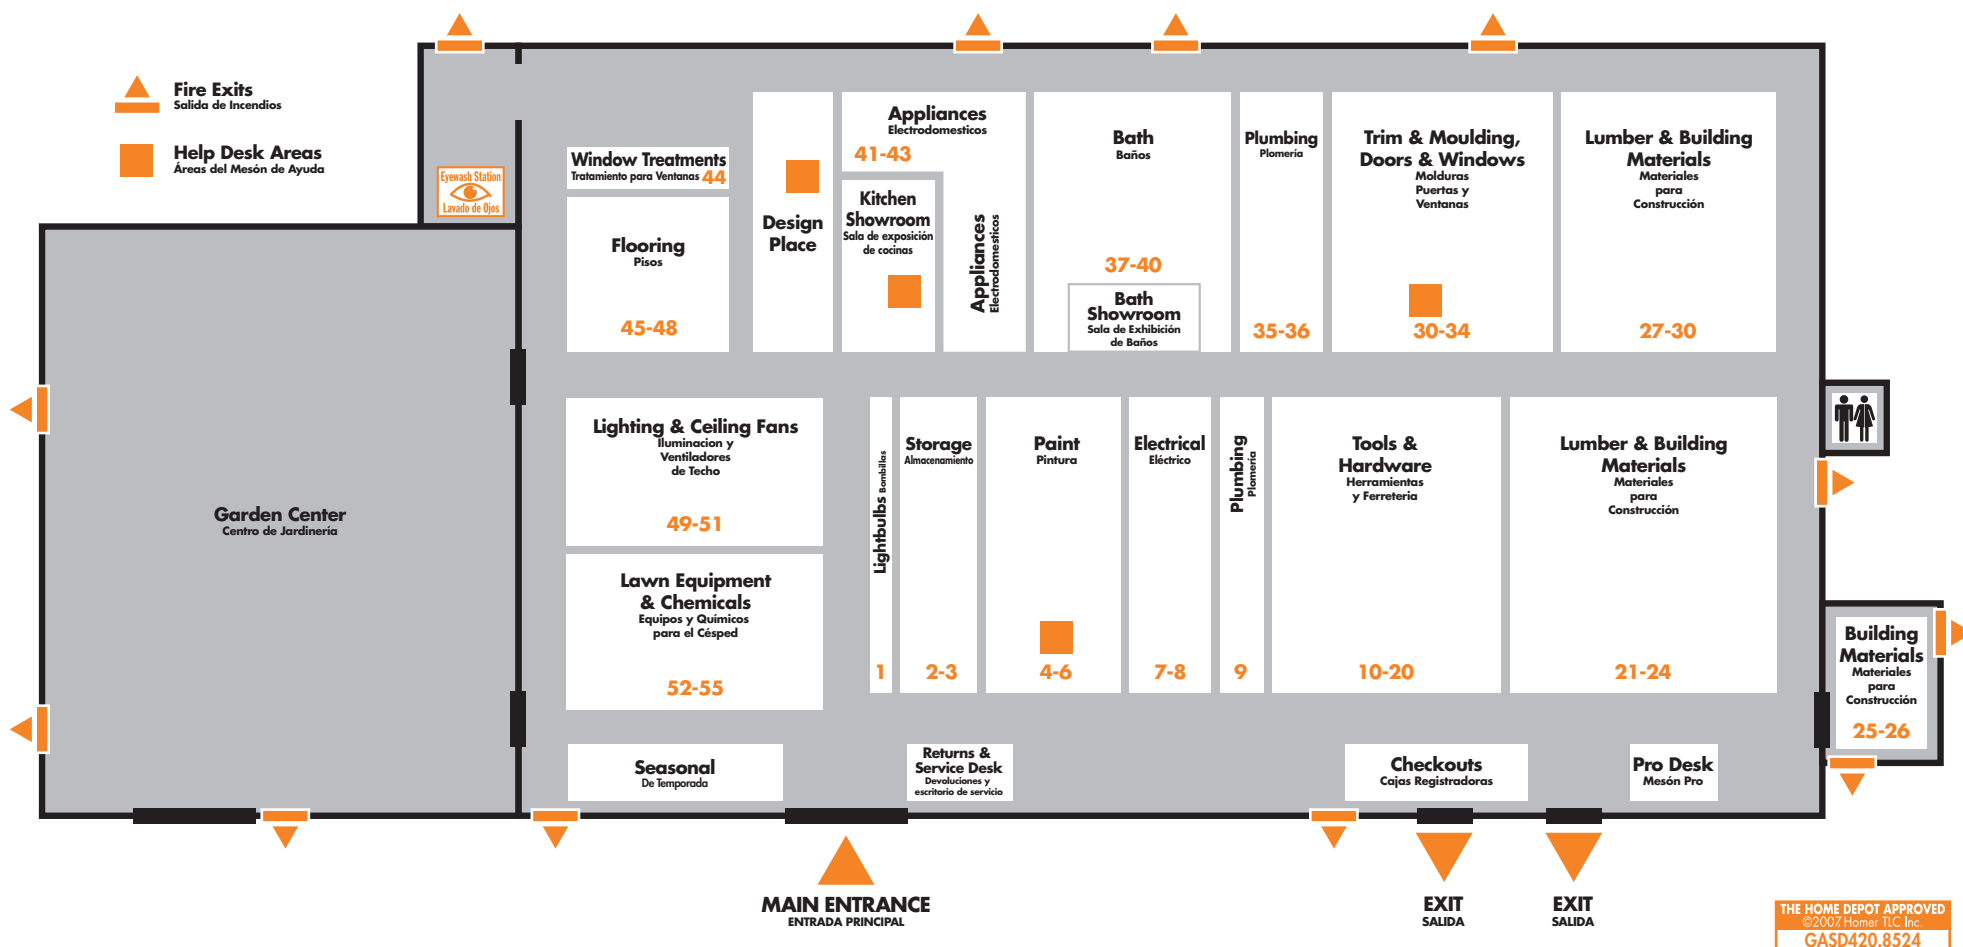 Fire Exits
Salida de Incendios
Help Desk Areas
Áreas del Mesón de Ayuda
Eyewash Station
Lavado de Ojos
Window Treatments
Tratamiento para Ventanas 44
Flooring
Pisos
45-48
Design
Place
Appliances
Electrodomesticos
41-43
Kitchen
Showroom
Sala de exposición
de cocinas
Appliances
Electrodomesticos
Bath
Baños
37-40
Bath
Showroom
Sala de Exhibición
de Baños
Plumbing
Plomería
35-36
Trim & Moulding,
Doors & Windows
Molduras
Puertas y
Ventanas
30-34
Lumber & Building
Materials
Materiales
para
Construcción
27-30
Garden Center
Centro de Jardinería
Lighting & Ceiling Fans
Iluminacion y
Ventiladores
de Techo
49-51
Lawn Equipment
& Chemicals
Equipos y Químicos
para el Césped
52-55
Lightbulbs Bombillas
1
Storage
Almacenamiento
2-3
Paint
Pintura
4-6
Electrical
Eléctrico
7-8
Plumbing
Plomería
9
Tools &
Hardware
Herramientas
y Ferreteria
10-20
Lumber & Building
Materials
Materiales
para
Construcción
21-24
Building
Materials
Materiales
para
Construcción
25-26
Seasonal
De Temporada
Returns &
Service Desk
Devoluciones y
escritorio de servicio
Checkouts
Cajas Registradoras
Pro Desk
Mesón Pro
MAIN ENTRANCE
ENTRADA PRINCIPAL
EXIT
SALIDA
EXIT
SALIDA
THE HOME DEPOT APPROVED
©2007, Homer TLC Inc.
GASD420.8524